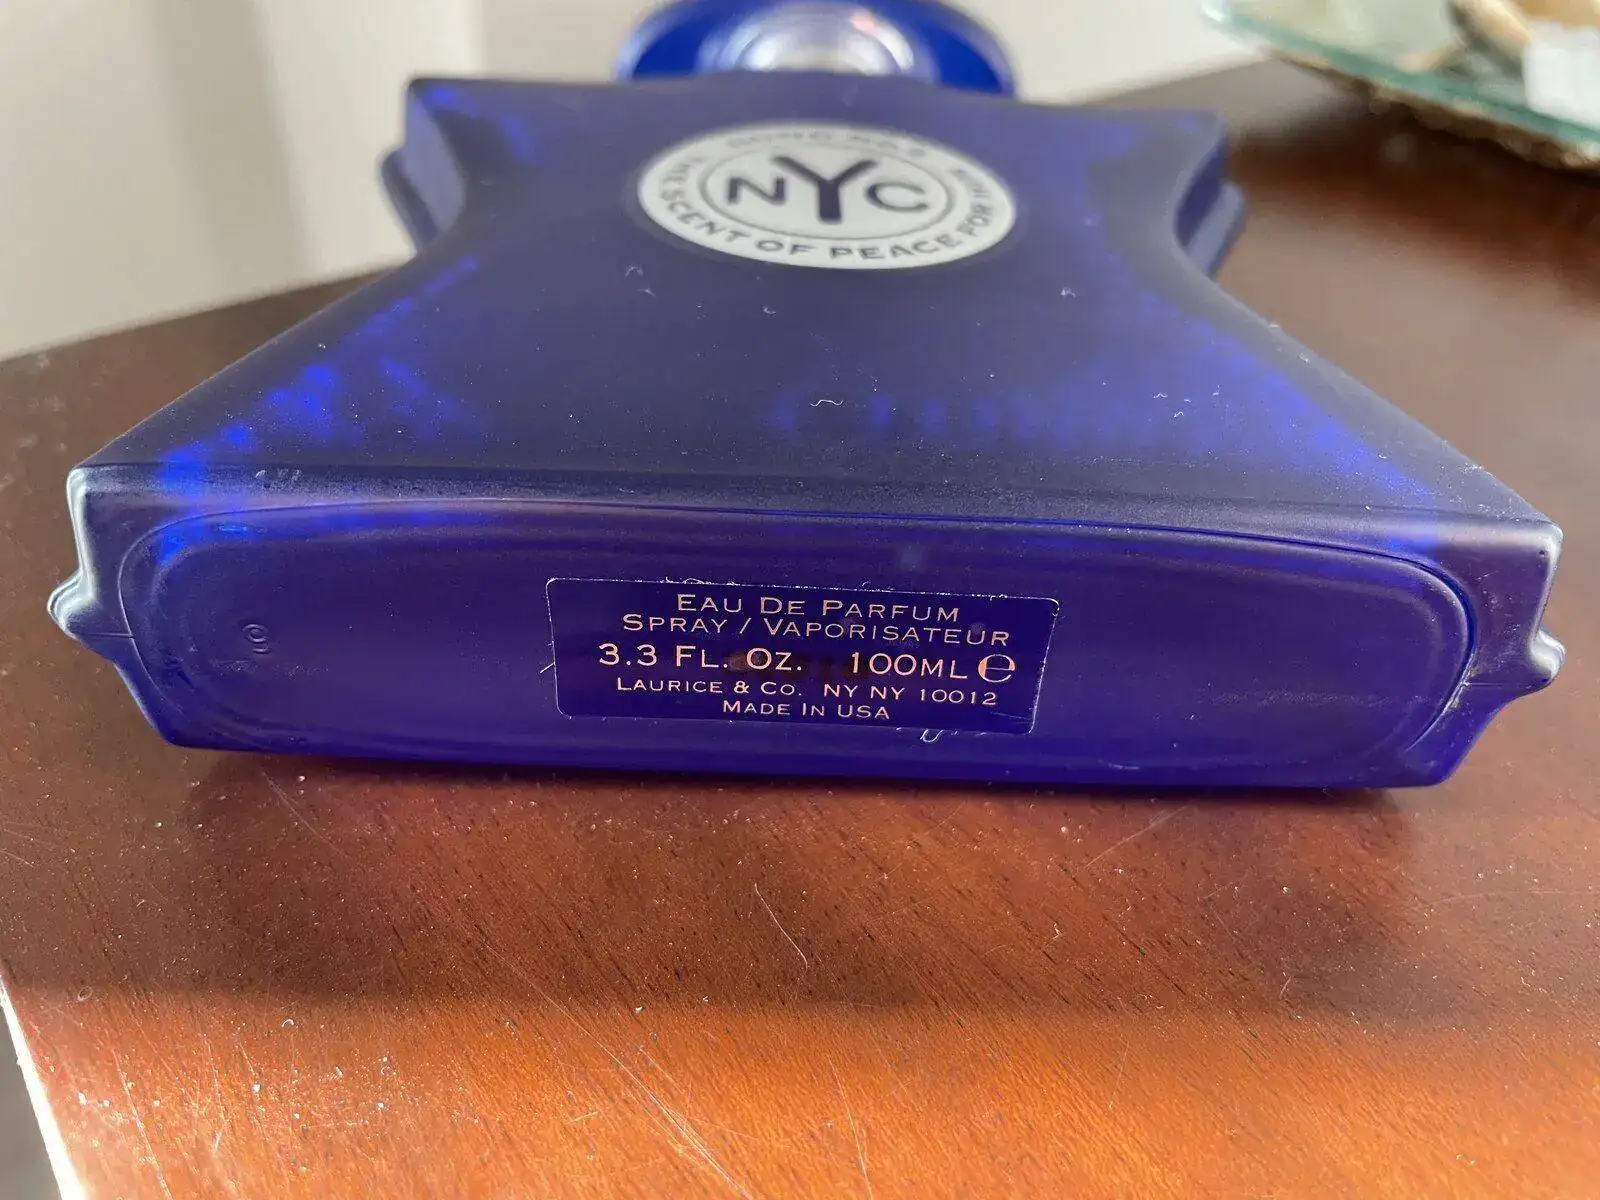 NYC
THE SCENT OF PEACE FOR HIM
EAU DE PARFUM
SPRAY / VAPORISATEUR
3.3 FL. OZ. 100ML ℮
LAURICE & CO. NY NY 10012
MADE IN USA